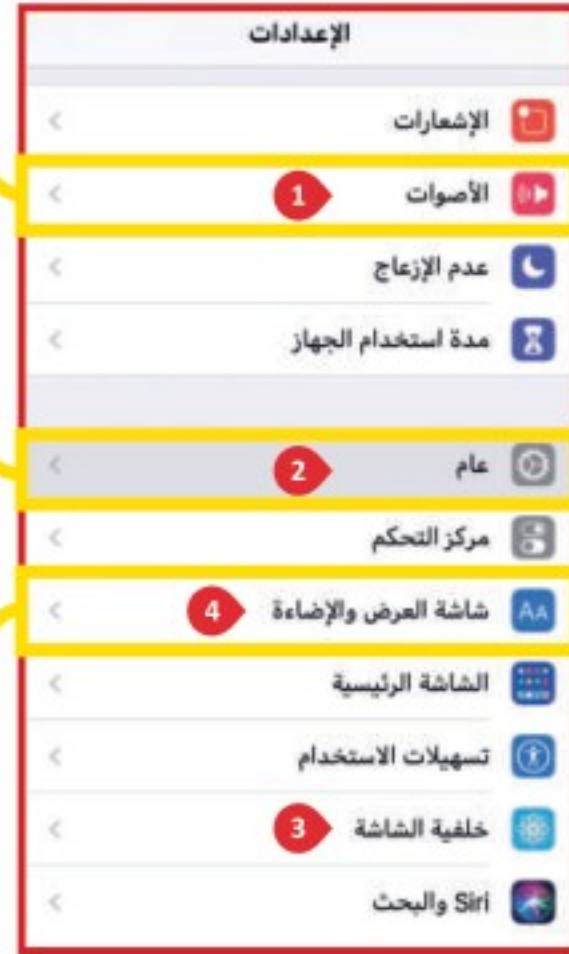 الإعدادات
الإشعارات
الأصوات 1
عدم الإزعاج
مدة استخدام الجهاز
عام 2
مركز التحكم
AA شاشة العرض والإضاءة 4
الشاشة الرئيسية
تسهيلات الاستخدام
خلفية الشاشة 3
Siri والبحث